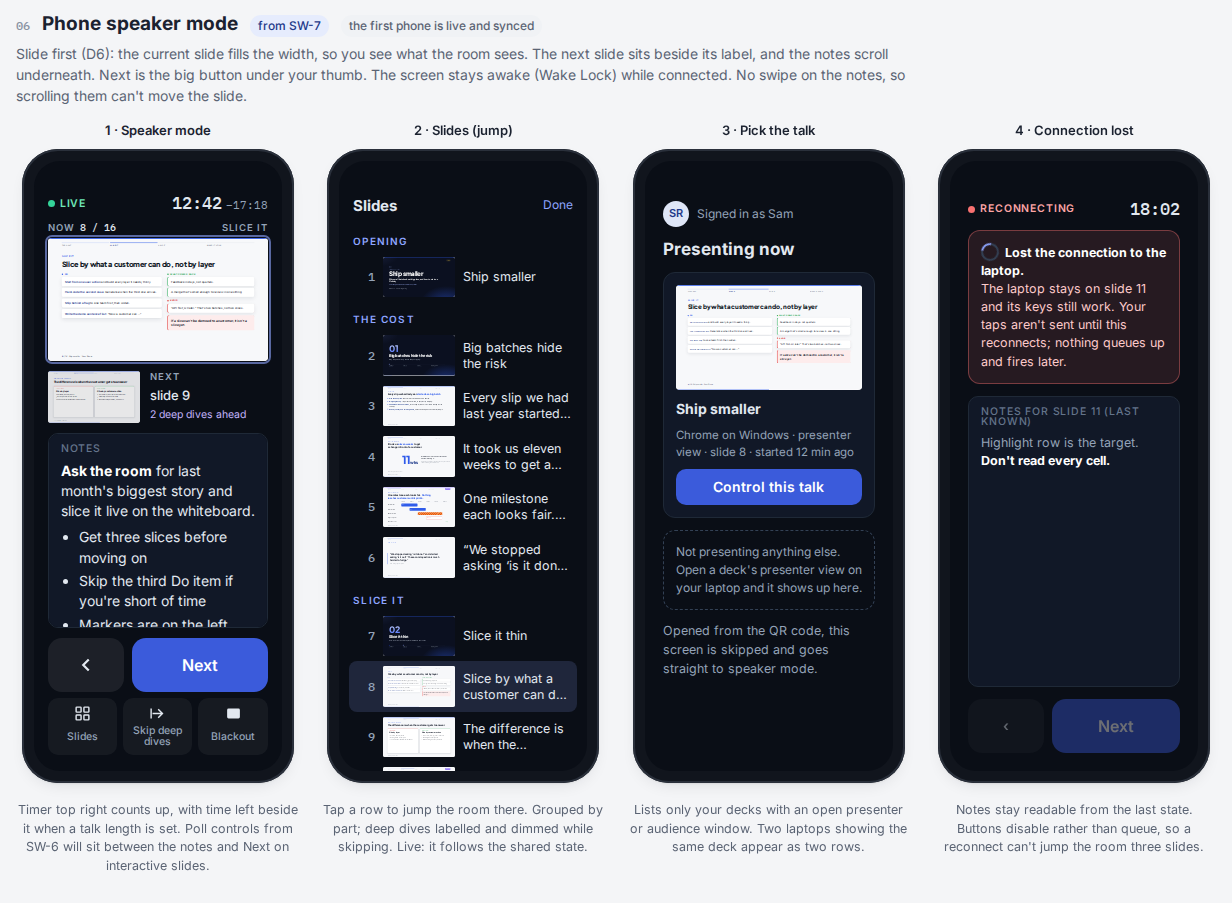 06 Phone speaker mode from SW-7 the first phone is live and synced
Slide first (D6): the current slide fills the width, so you see what the room sees. The next slide sits beside its label, and the notes scroll
underneath. Next is the big button under your thumb. The screen stays awake (Wake Lock) while connected. No swipe on the notes, so
scrolling them can't move the slide.
1 · Speaker mode
LIVE 12:42 −17:18
NOW 8 / 16 SLICE IT
Slice by what a customer can do, not by layer
NEXT
slide 9
2 deep dives ahead
NOTES
Ask the room for last
month's biggest story and
slice it live on the whiteboard.
• Get three slices before
moving on
• Skip the third Do item if
you're short of time
• Markers are on the left
‹ Next
Slides
Skip deep
dives
Blackout
Timer top right counts up, with time left beside
it when a talk length is set. Poll controls from
SW-6 will sit between the notes and Next on
interactive slides.
2 · Slides (jump)
Slides Done
OPENING
1 Ship smaller Ship smaller
THE COST
2 01 Big batches hide the risk Big batches hide
the risk
3 Every slip we had
last year started…
4 It took us eleven
weeks to get a…
5 One milestone
each looks fair.…
6 “We stopped
asking ‘is it don…
SLICE IT
7 02 Slice it thin Slice it thin
8 Slice by what a
customer can d…
9 The difference is
when the…
Tap a row to jump the room there. Grouped by
part; deep dives labelled and dimmed while
skipping. Live: it follows the shared state.
3 · Pick the talk
SR Signed in as Sam
Presenting now
Slice by what a customer can do, not by layer
Ship smaller
Chrome on Windows · presenter
view · slide 8 · started 12 min ago
Control this talk
Not presenting anything else.
Open a deck's presenter view on
your laptop and it shows up here.
Opened from the QR code, this
screen is skipped and goes
straight to speaker mode.
Lists only your decks with an open presenter
or audience window. Two laptops showing the
same deck appear as two rows.
4 · Connection lost
RECONNECTING 18:02
Lost the connection to the
laptop.
The laptop stays on slide 11
and its keys still work. Your
taps aren't sent until this
reconnects; nothing queues up
and fires later.
NOTES FOR SLIDE 11 (LAST
KNOWN)
Highlight row is the target.
Don't read every cell.
‹ Next
Notes stay readable from the last state.
Buttons disable rather than queue, so a
reconnect can't jump the room three slides.